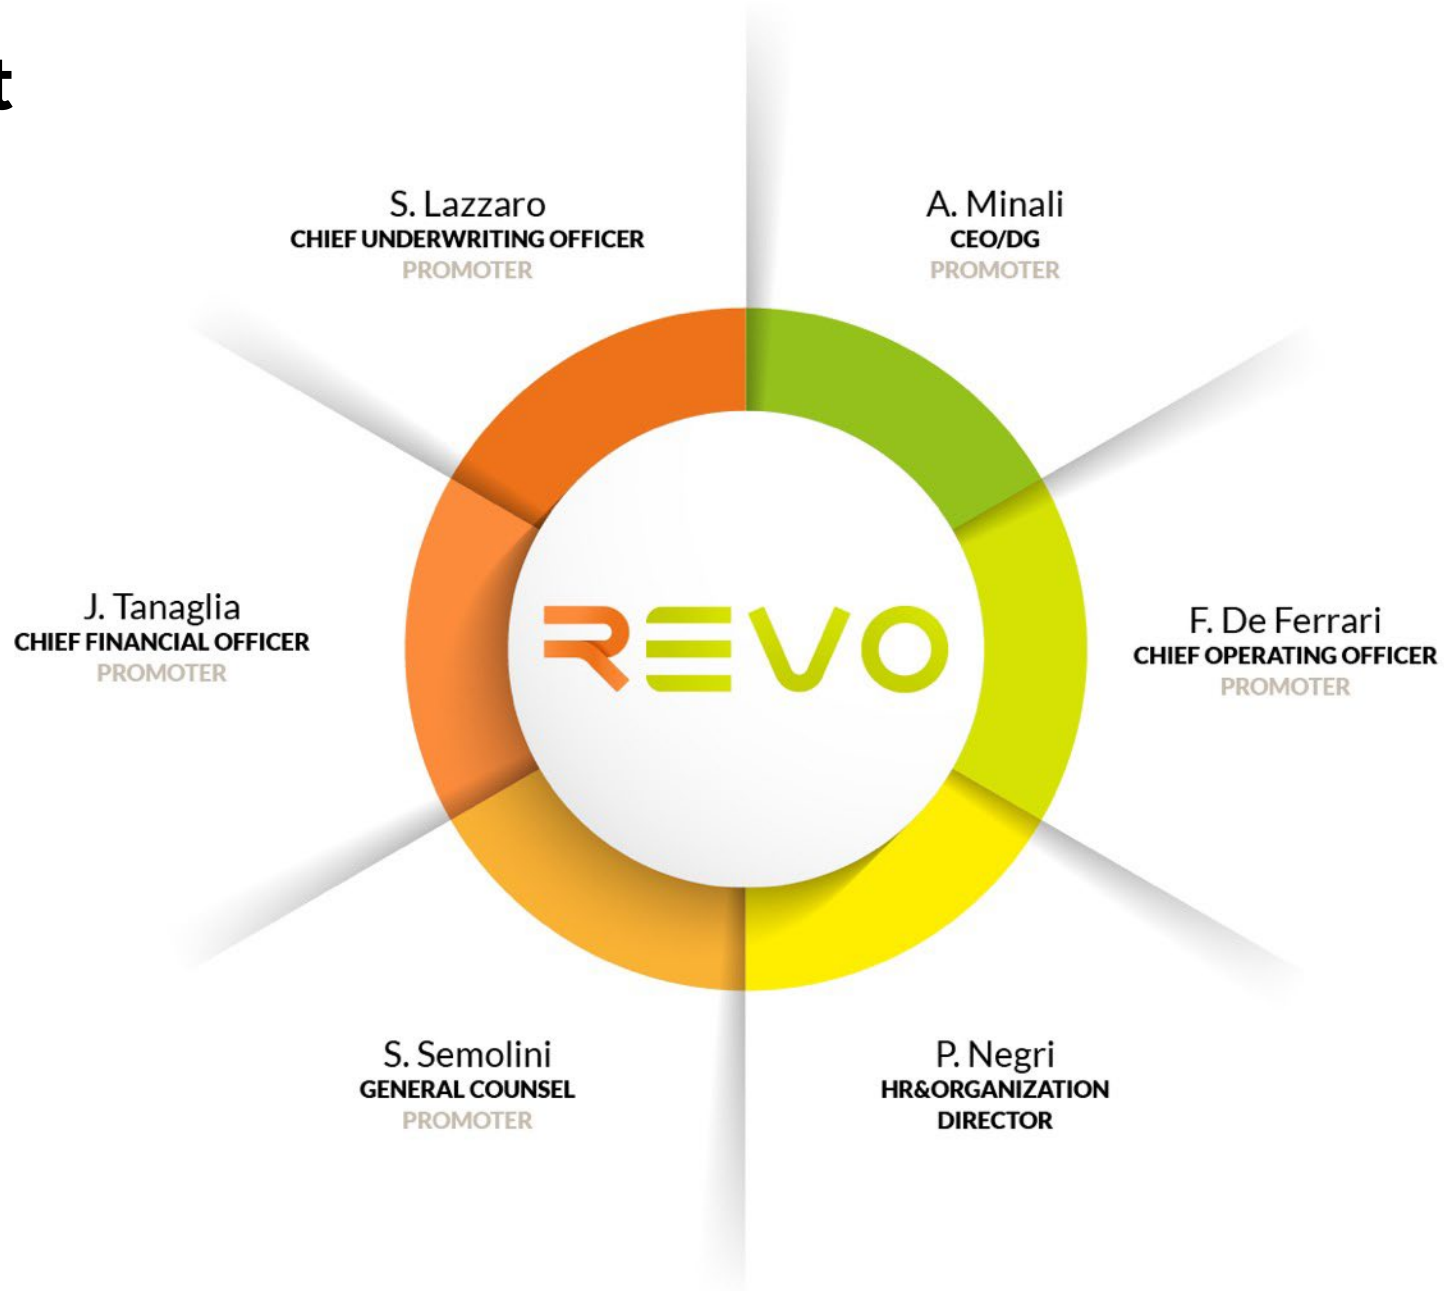 t
S. Lazzaro
CHIEF UNDERWRITING OFFICER
PROMOTER
A. Minali
CEO/DG
PROMOTER
J. Tanaglia
CHIEF FINANCIAL OFFICER
PROMOTER
REVO
F. De Ferrari
CHIEF OPERATING OFFICER
PROMOTER
S. Semolini
GENERAL COUNSEL
PROMOTER
P. Negri
HR&ORGANIZATION
DIRECTOR